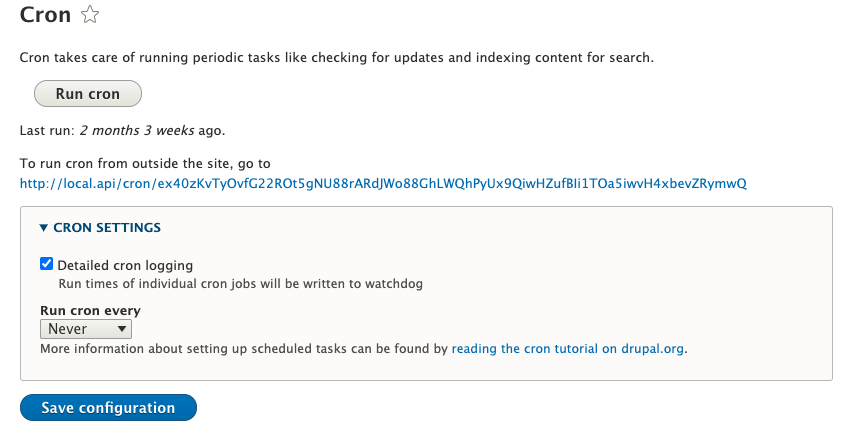 Cron
Cron takes care of running periodic tasks like checking for updates and indexing content for search.
Run cron
Last run: 2 months 3 weeks ago.
To run cron from outside the site, go to
http://local.api/cron/ex40zKvTyOvfG22ROt5gNU88rARdJWo88GhLWQhPyUx9QiwHZufBIi1TOa5iwvH4xbevZRymwQ
CRON SETTINGS
Detailed cron logging
Run times of individual cron jobs will be written to watchdog
Run cron every
Never
More information about setting up scheduled tasks can be found by reading the cron tutorial on drupal.org.
Save configuration